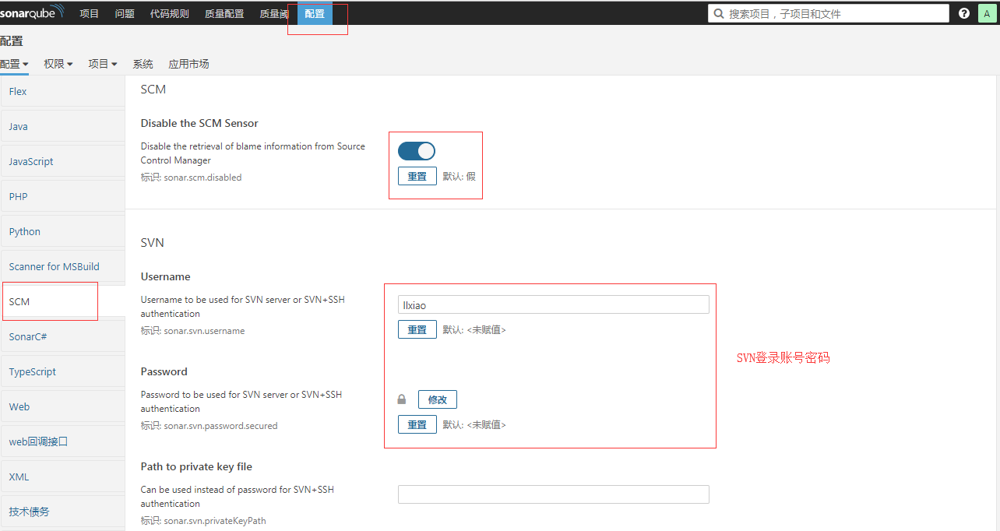 sonarqube 项目 问题 代码规则 质量配置 质量阈 配置 搜索项目，子项目和文件 ? A
配置
配置 权限 项目 系统 应用市场
Flex
Java
JavaScript
PHP
Python
Scanner for MSBuild
SCM
SonarC#
TypeScript
Web
web回调接口
XML
技术债务
SCM
Disable the SCM Sensor
Disable the retrieval of blame information from Source
Control Manager
标识: sonar.scm.disabled
重置 默认: 假
SVN
Username
Username to be used for SVN server or SVN+SSH
authentication
标识: sonar.svn.username
llxiao
重置 默认: <未赋值>
Password
Password to be used for SVN server or SVN+SSH
authentication
标识: sonar.svn.password.secured
修改
重置 默认: <未赋值>
SVN登录账号密码
Path to private key file
Can be used instead of password for SVN+SSH
authentication
标识: sonar.svn.privateKeyPath